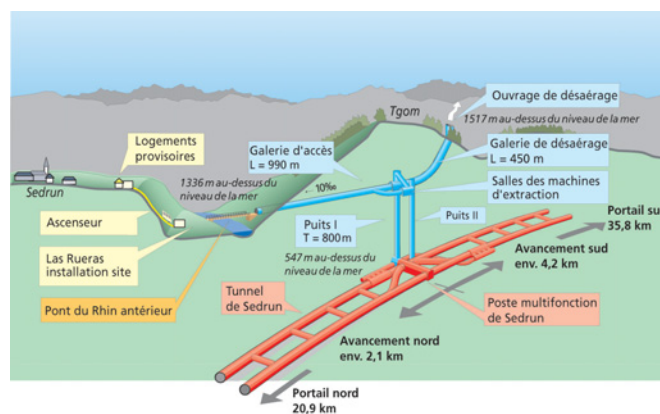 Ouvrage de désaérage
1517 m au-dessus du niveau de la mer
Tgom
Logements
provisoires
Galerie d'accès
L = 990 m
Galerie de désaérage
L = 450 m
1336 m au-dessus du
niveau de la mer
10‰
Salles des machines
d'extraction
Sedrun
Ascenseur
Puits I
T = 800 m
Puits II
Portail su
35,8 km
Avancement sud
env. 4,2 km
Las Rueras
installation site
547 m au-dessus du
niveau de la mer
Pont du Rhin antérieur
Tunnel
de Sedrun
Poste multifonction
de Sedrun
Avancement nord
env. 2,1 km
Portail nord
20,9 km